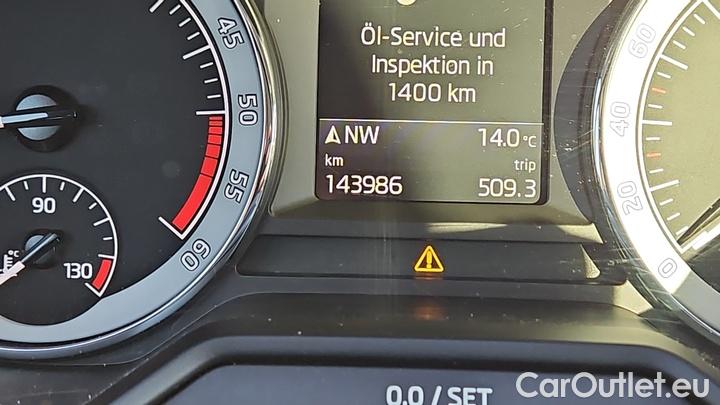 Öl-Service und
Inspektion in
1400 km
NW 14.0 °C
km trip
143986 509.3
45
50
55
60
90
130
°C
60
40
20
0
0.0 / SET
CarOutlet.eu